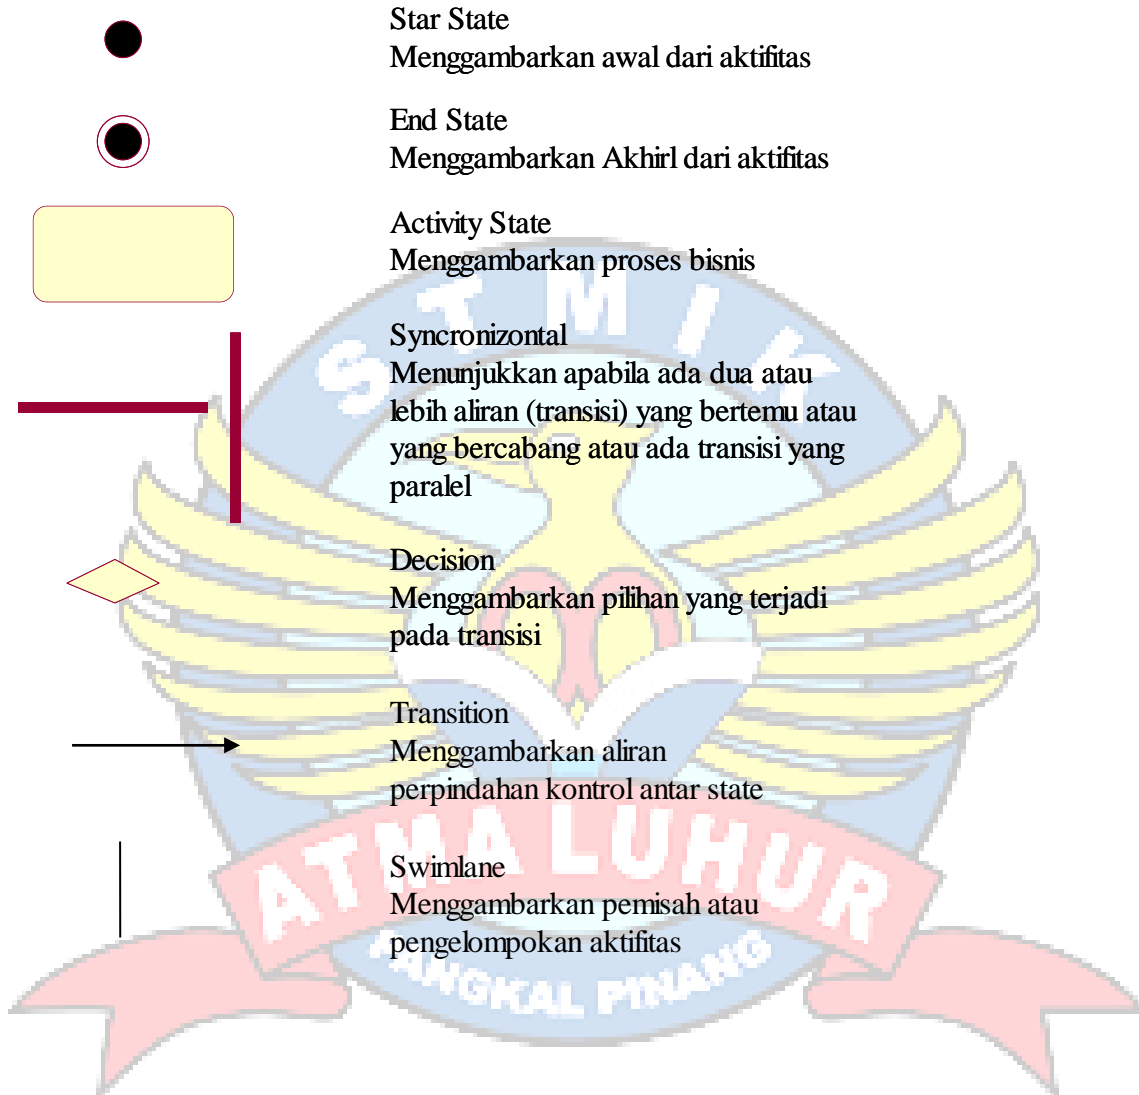 Star State
Menggambarkan awal dari aktifitas
End State
Menggambarkan Akhirl dari aktifitas
Activity State
Menggambarkan proses bisnis
Syncronizontal
Menunjukkan apabila ada dua atau
lebih aliran (transisi) yang bertemu atau
yang bercabang atau ada transisi yang
paralel
Decision
Menggambarkan pilihan yang terjadi
pada transisi
Transition
Menggambarkan aliran
perpindahan kontrol antar state
Swimlane
Menggambarkan pemisah atau
pengelompokan aktifitas
STMIK
ATMA LUHUR
PANGKAL PINANG